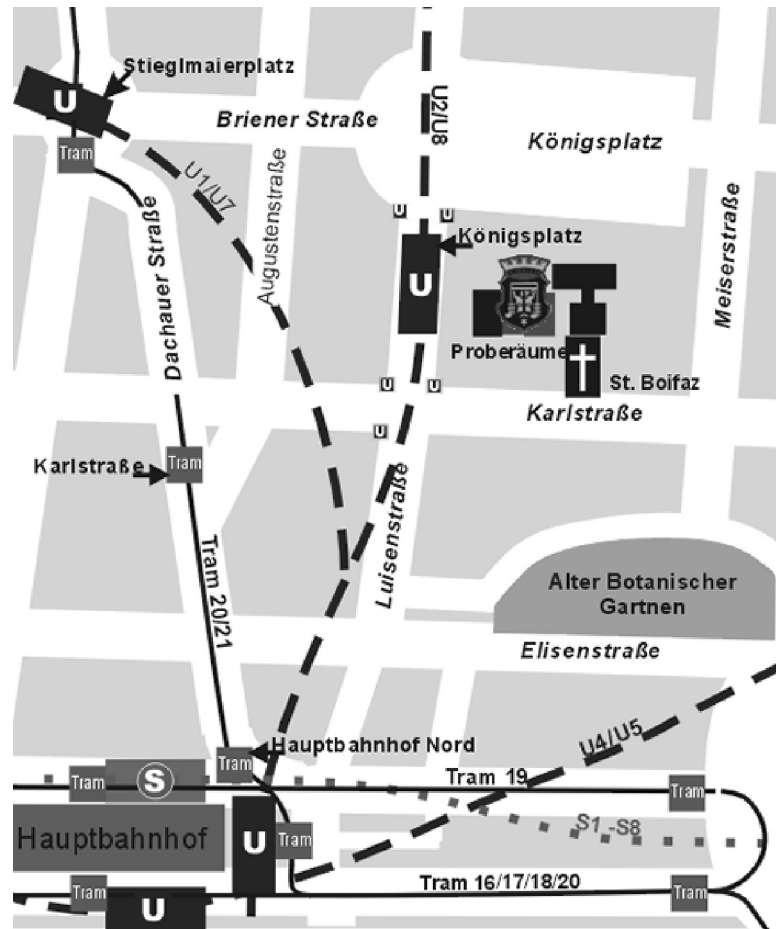 Stieglmaierplatz
U
Briener Straße
U2/U8
Königsplatz
Tram
U1/U7
Augustenstraße
Meiserstraße
U
U
Königsplatz
Dachauer Straße
U
Proberäume
St. Boifaz
U
U
Karlstraße
U
Karlstraße
Tram
Luisenstraße
Tram 20/21
Alter Botanischer
Gartnen
Elisenstraße
U4/U5
Hauptbahnhof Nord
Tram
Tram
S
Tram 19
Tram
S1 -S8
Hauptbahnhof
U
Tram
Tram
Tram 16/17/18/20
Tram
U